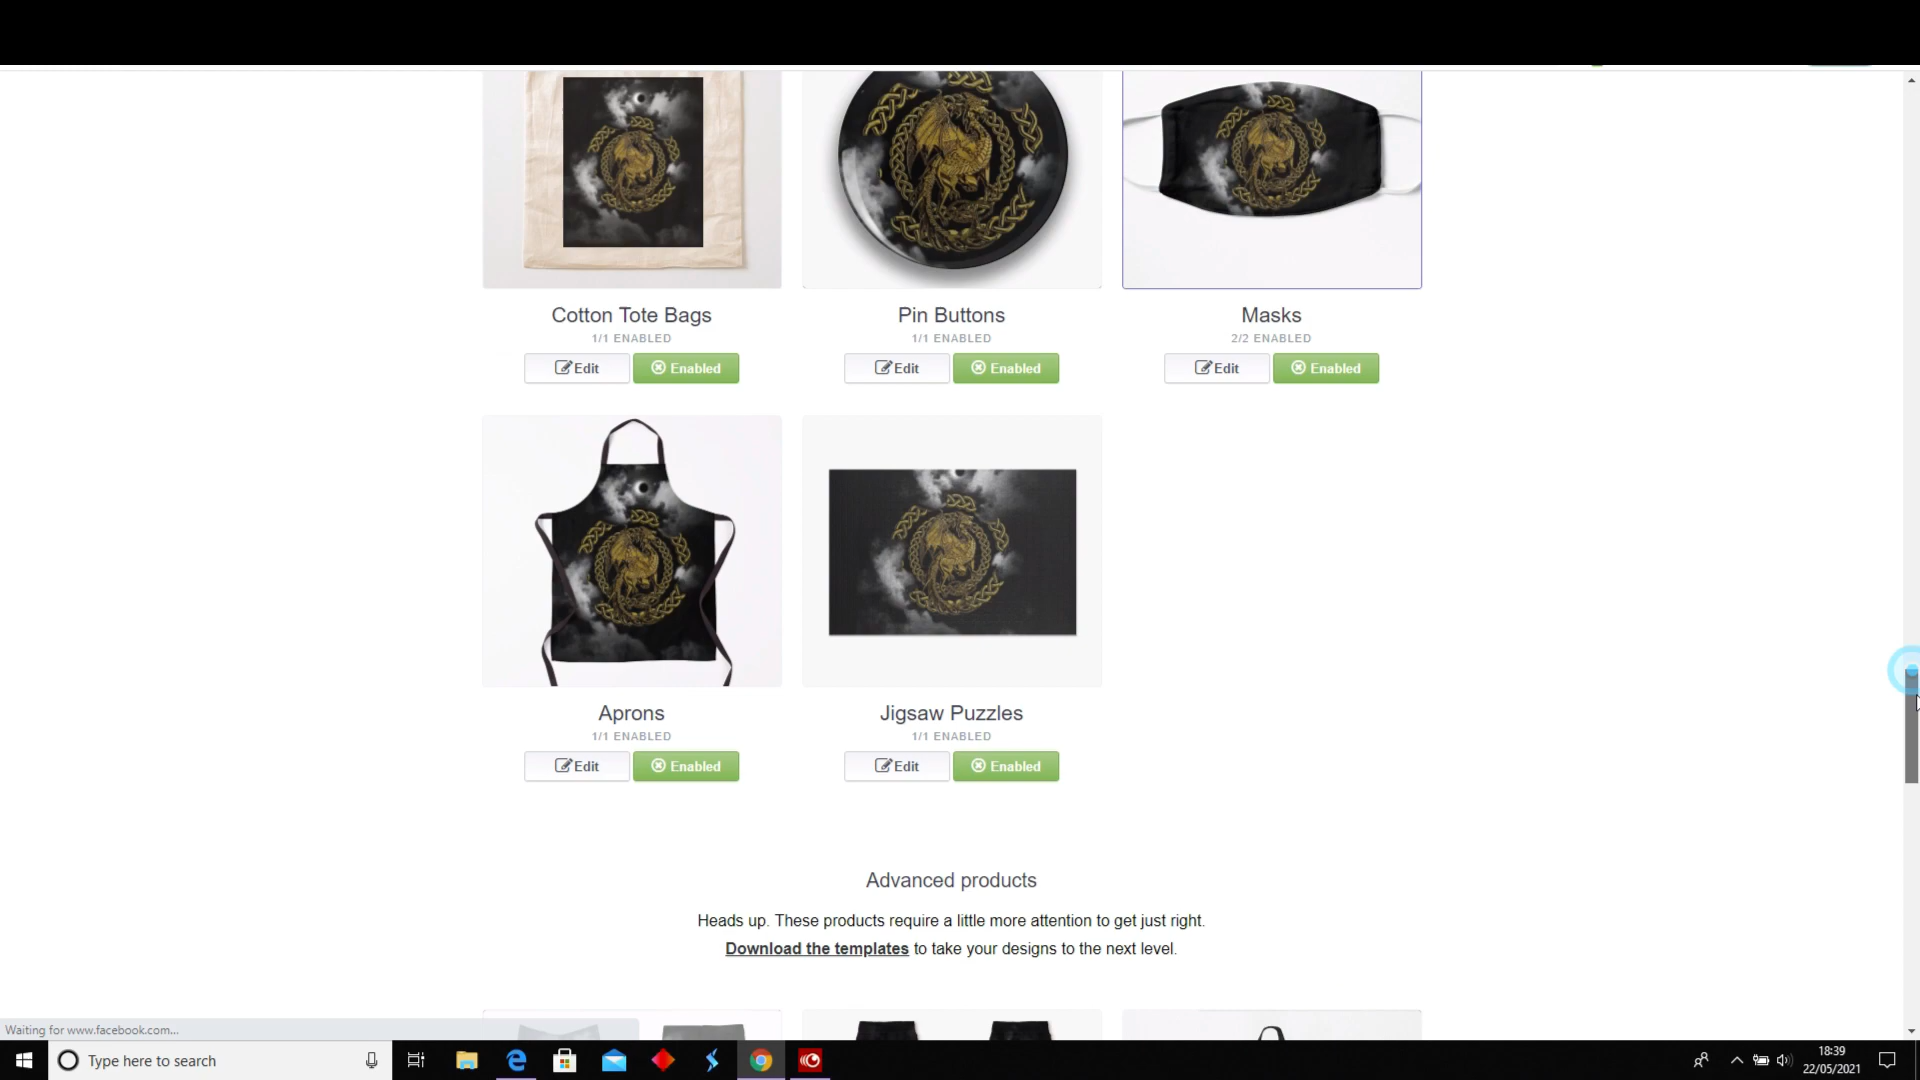 Cotton Tote Bags
1/1 ENABLED
Edit
Enabled
Pin Buttons
1/1 ENABLED
Edit
Enabled
Masks
2/2 ENABLED
Edit
Enabled
Aprons
1/1 ENABLED
Edit
Enabled
Jigsaw Puzzles
1/1 ENABLED
Edit
Enabled
Advanced products
Heads up. These products require a little more attention to get just right.
Download the templates to take your designs to the next level.
Waiting for www.facebook.com...
Type here to search
18:39
22/05/2021